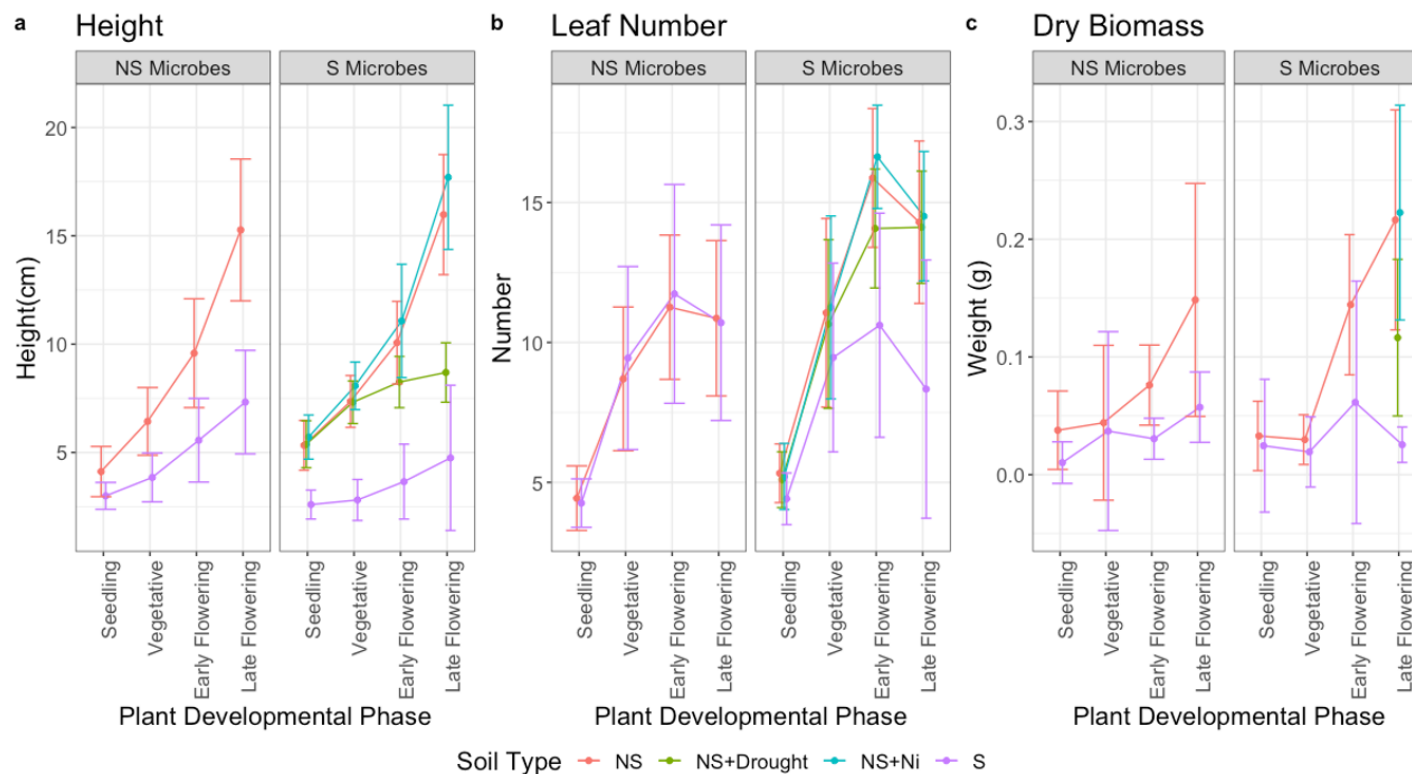 a Height
NS Microbes S Microbes
Height(cm)
20
15
10
5
Seedling
Vegetative
Early Flowering
Late Flowering
Seedling
Vegetative
Early Flowering
Late Flowering
Plant Developmental Phase
b Leaf Number
NS Microbes S Microbes
Number
15
10
5
Seedling
Vegetative
Early Flowering
Late Flowering
Seedling
Vegetative
Early Flowering
Late Flowering
Plant Developmental Phase
c Dry Biomass
NS Microbes S Microbes
Weight (g)
0.3
0.2
0.1
0.0
Seedling
Vegetative
Early Flowering
Late Flowering
Seedling
Vegetative
Early Flowering
Late Flowering
Plant Developmental Phase
Soil Type NS NS+Drought NS+Ni S